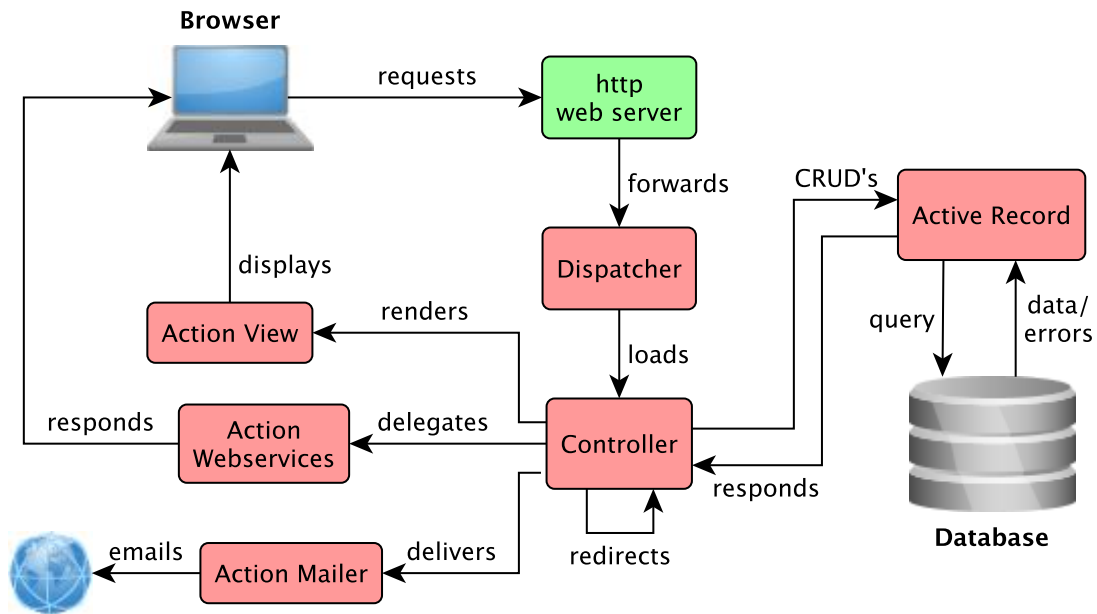 Browser
requests
http
web server
forwards
CRUD's
Active Record
Dispatcher
displays
renders
query
data/
errors
Action View
loads
responds
Action
Webservices
delegates
Controller
responds
redirects
Database
emails
Action Mailer
delivers